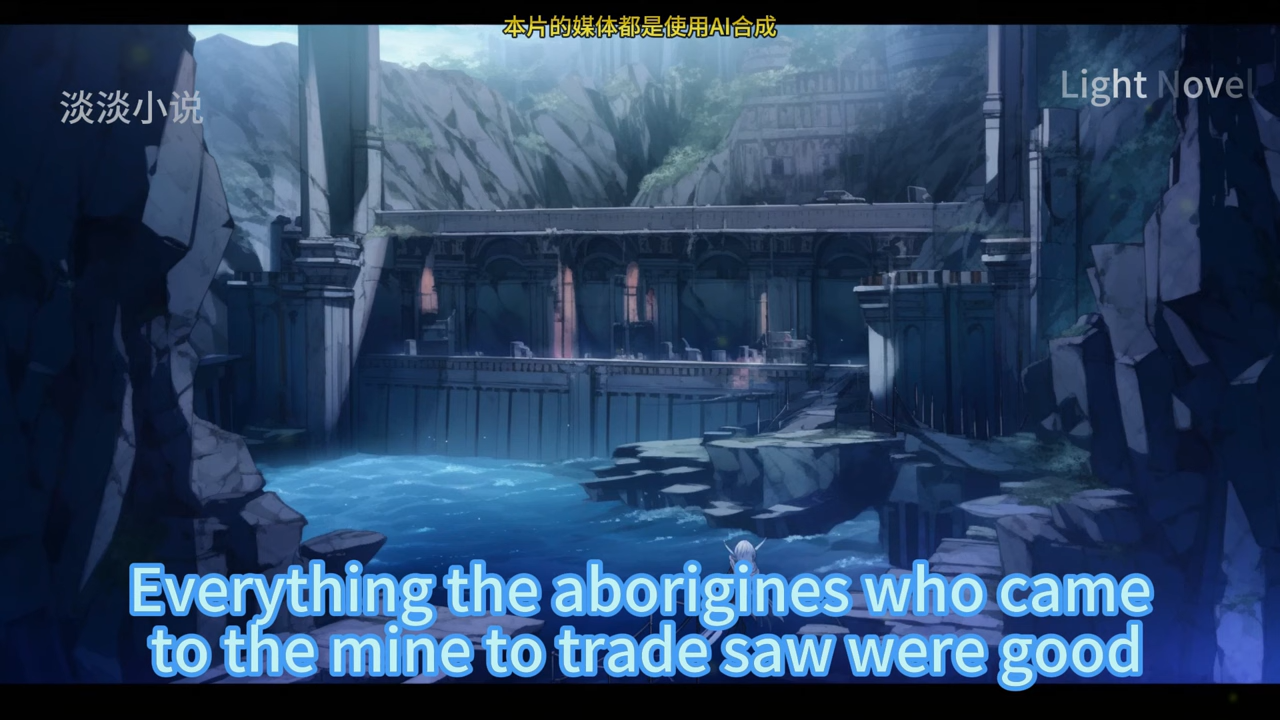 本片的媒体都是使用AI合成
淡淡小说
Light Novel
Everything the aborigines who came
to the mine to trade saw were good